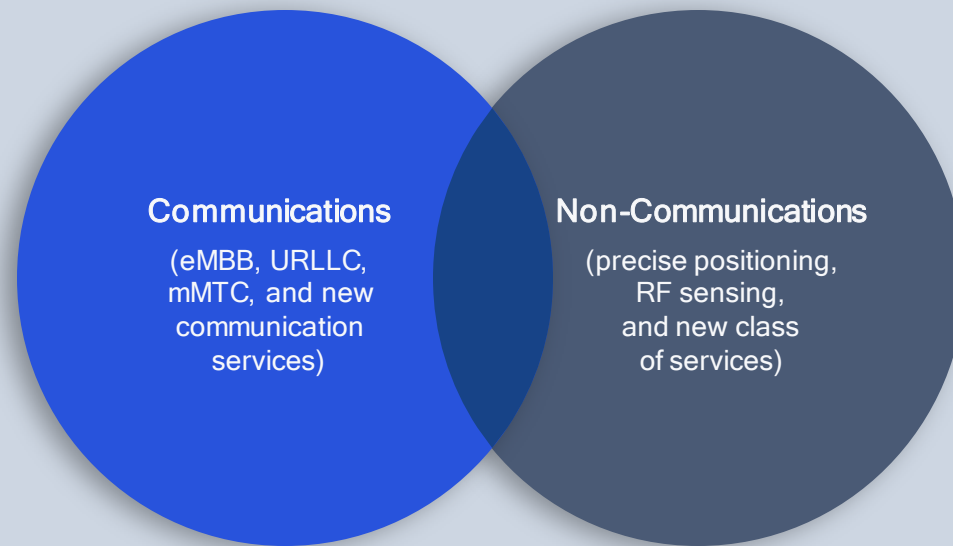 Communications
(eMBB, URLLC,
mMTC, and new
communication
services)
Non-Communications
(precise positioning,
RF sensing,
and new class
of services)